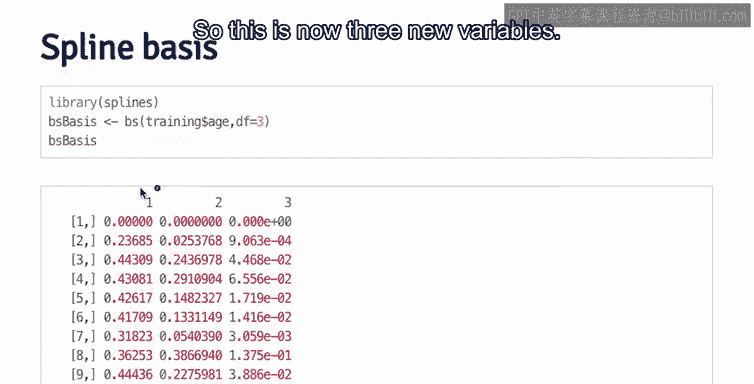 So this is now three new variables.
Spline basis
library(splines)
bsBasis <- bs(training$age,df=3)
bsBasis
1 2 3
[1,] 0.00000 0.0000000 0.000e+00
[2,] 0.23685 0.0253768 9.063e-04
[3,] 0.44309 0.2436978 4.468e-02
[4,] 0.43081 0.2910904 6.556e-02
[5,] 0.42617 0.1482327 1.719e-02
[6,] 0.41709 0.1331149 1.416e-02
[7,] 0.31823 0.0540390 3.059e-03
[8,] 0.36253 0.3866940 1.375e-01
[9,] 0.44436 0.2275981 3.886e-02